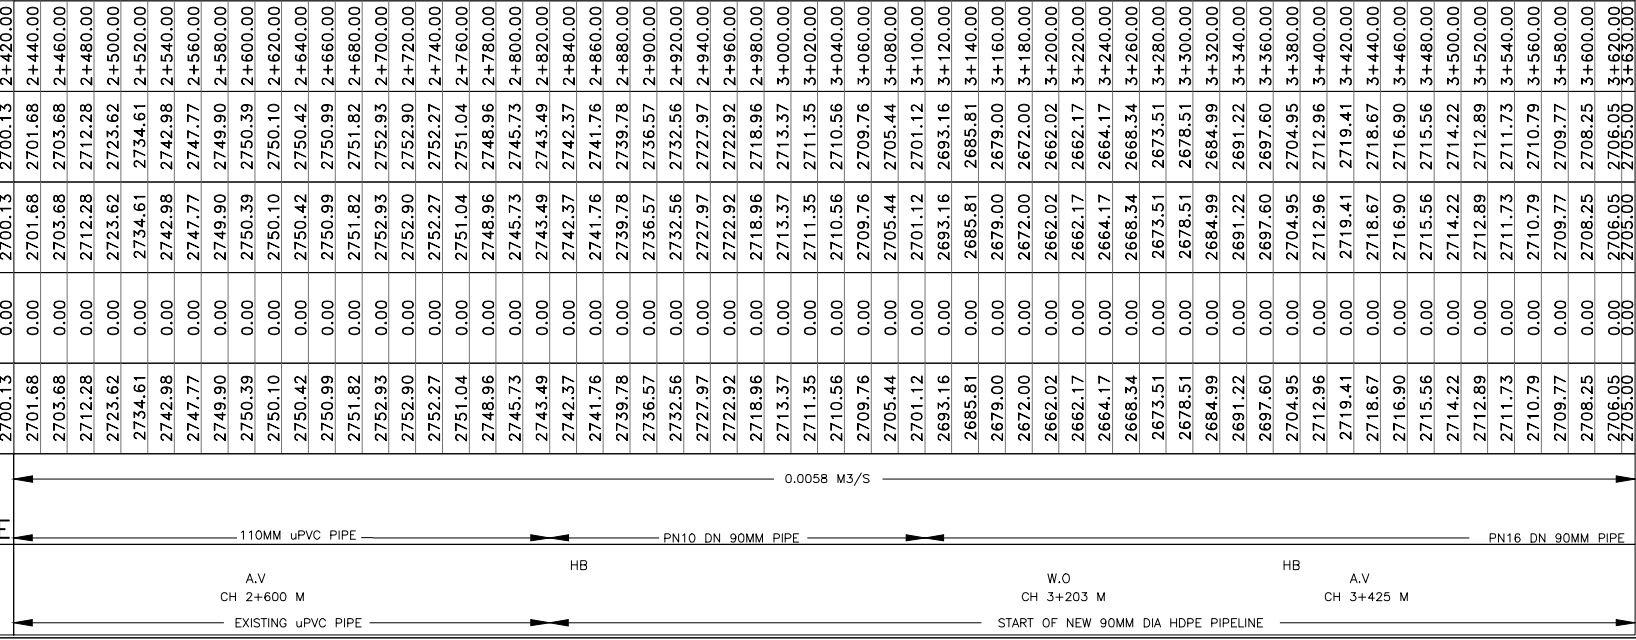 2+420.00 2+440.00 2+460.00 2+480.00 2+500.00 2+520.00 2+540.00 2+560.00 2+580.00 2+600.00 2+620.00 2+640.00 2+660.00 2+680.00 2+700.00 2+720.00 2+740.00 2+760.00 2+780.00 2+800.00 2+820.00 2+840.00 2+860.00 2+880.00 2+900.00 2+920.00 2+940.00 2+960.00 2+980.00 3+000.00 3+020.00 3+040.00 3+060.00 3+080.00 3+100.00 3+120.00 3+140.00 3+160.00 3+180.00 3+200.00 3+220.00 3+240.00 3+260.00 3+280.00 3+300.00 3+320.00 3+340.00 3+360.00 3+380.00 3+400.00 3+420.00 3+440.00 3+460.00 3+480.00 3+500.00 3+520.00 3+540.00 3+560.00 3+580.00 3+600.00 3+620.00 3+630.00
2700.13 2701.68 2703.68 2712.28 2723.62 2734.61 2742.98 2747.77 2749.90 2750.39 2750.10 2750.42 2750.99 2751.82 2752.93 2752.90 2752.27 2751.04 2748.96 2745.73 2743.49 2742.37 2741.76 2739.78 2736.57 2732.56 2727.97 2722.92 2718.96 2713.37 2711.35 2710.56 2709.76 2705.44 2701.12 2693.16 2685.81 2679.00 2672.00 2662.02 2662.17 2664.17 2668.34 2673.51 2678.51 2684.99 2691.22 2697.60 2704.95 2712.96 2719.41 2718.67 2716.90 2715.56 2714.22 2712.89 2711.73 2710.79 2709.77 2708.25 2706.05 2705.00
2700.13 2701.68 2703.68 2712.28 2723.62 2734.61 2742.98 2747.77 2749.90 2750.39 2750.10 2750.42 2750.99 2751.82 2752.93 2752.90 2752.27 2751.04 2748.96 2745.73 2743.49 2742.37 2741.76 2739.78 2736.57 2732.56 2727.97 2722.92 2718.96 2713.37 2711.35 2710.56 2709.76 2705.44 2701.12 2693.16 2685.81 2679.00 2672.00 2662.02 2662.17 2664.17 2668.34 2673.51 2678.51 2684.99 2691.22 2697.60 2704.95 2712.96 2719.41 2718.67 2716.90 2715.56 2714.22 2712.89 2711.73 2710.79 2709.77 2708.25 2706.05 2705.00
0.00 0.00 0.00 0.00 0.00 0.00 0.00 0.00 0.00 0.00 0.00 0.00 0.00 0.00 0.00 0.00 0.00 0.00 0.00 0.00 0.00 0.00 0.00 0.00 0.00 0.00 0.00 0.00 0.00 0.00 0.00 0.00 0.00 0.00 0.00 0.00 0.00 0.00 0.00 0.00 0.00 0.00 0.00 0.00 0.00 0.00 0.00 0.00 0.00 0.00 0.00 0.00 0.00 0.00 0.00 0.00 0.00 0.00 0.00 0.00 0.00
2700.13 2701.68 2703.68 2712.28 2723.62 2734.61 2742.98 2747.77 2749.90 2750.39 2750.10 2750.42 2750.99 2751.82 2752.93 2752.90 2752.27 2751.04 2748.96 2745.73 2743.49 2742.37 2741.76 2739.78 2736.57 2732.56 2727.97 2722.92 2718.96 2713.37 2711.35 2710.56 2709.76 2705.44 2701.12 2693.16 2685.81 2679.00 2672.00 2662.02 2662.17 2664.17 2668.34 2673.51 2678.51 2684.99 2691.22 2697.60 2704.95 2712.96 2719.41 2718.67 2716.90 2715.56 2714.22 2712.89 2711.73 2710.79 2709.77 2708.25 2706.05 2705.00
0.0058 M3/S
110MM uPVC PIPE PN10 DN 90MM PIPE PN16 DN 90MM PIPE
HB HB
A.V W.O A.V
CH 2+600 M CH 3+203 M CH 3+425 M
EXISTING uPVC PIPE START OF NEW 90MM DIA HDPE PIPELINE